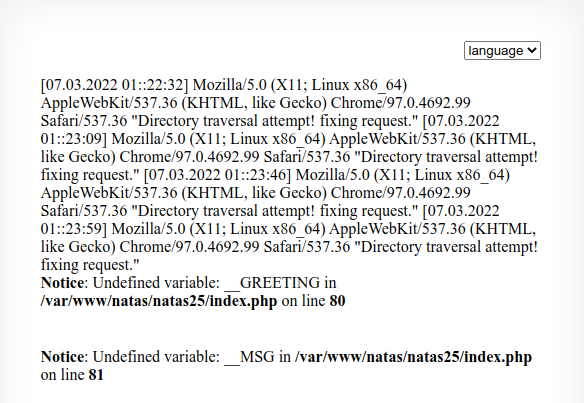 language
[07.03.2022 01::22:32] Mozilla/5.0 (X11; Linux x86_64)
AppleWebKit/537.36 (KHTML, like Gecko) Chrome/97.0.4692.99
Safari/537.36 "Directory traversal attempt! fixing request." [07.03.2022
01::23:09] Mozilla/5.0 (X11; Linux x86_64) AppleWebKit/537.36 (KHTML,
like Gecko) Chrome/97.0.4692.99 Safari/537.36 "Directory traversal attempt!
fixing request." [07.03.2022 01::23:46] Mozilla/5.0 (X11; Linux x86_64)
AppleWebKit/537.36 (KHTML, like Gecko) Chrome/97.0.4692.99
Safari/537.36 "Directory traversal attempt! fixing request." [07.03.2022
01::23:59] Mozilla/5.0 (X11; Linux x86_64) AppleWebKit/537.36 (KHTML,
like Gecko) Chrome/97.0.4692.99 Safari/537.36 "Directory traversal attempt!
fixing request."
Notice: Undefined variable: __GREETING in
/var/www/natas/natas25/index.php on line 80
Notice: Undefined variable: __MSG in /var/www/natas/natas25/index.php
on line 81